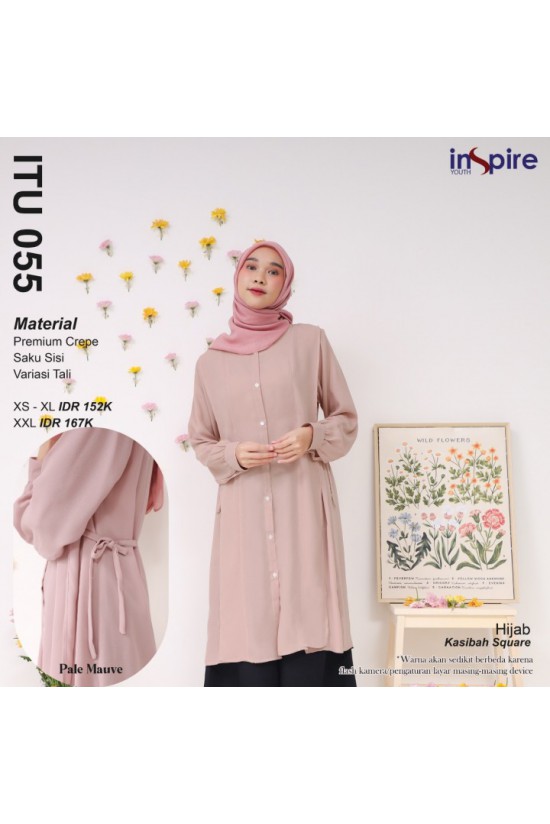 ITU 055
inspire
YOUTH
Material
Premium Crepe
Saku Sisi
Variasi Tali
XS - XL IDR 152K
XXL IDR 167K
WILD FLOWERS
Pale Mauve
Hijab
Kasibah Square
*Warna akan sedikit berbeda karena
flash kamera/pengaturan layar masing-masing device